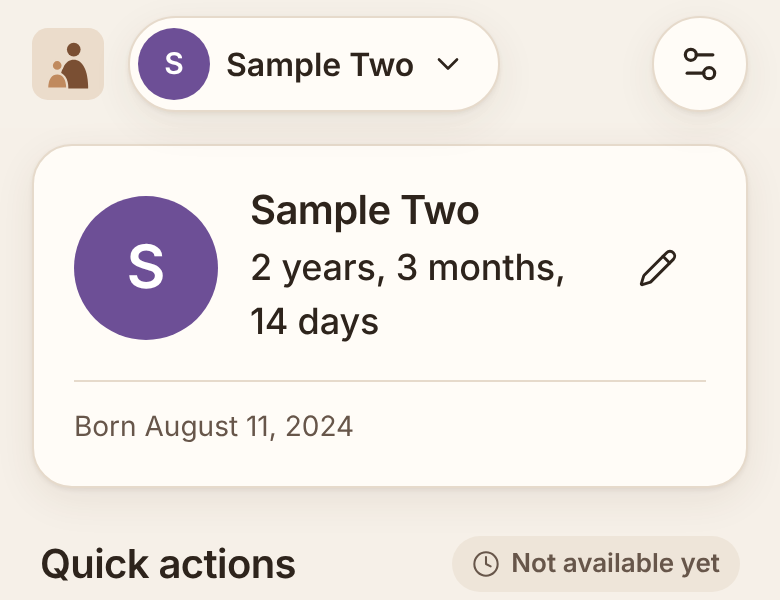 S Sample Two
S
Sample Two
2 years, 3 months,
14 days
Born August 11, 2024
Quick actions
Not available yet